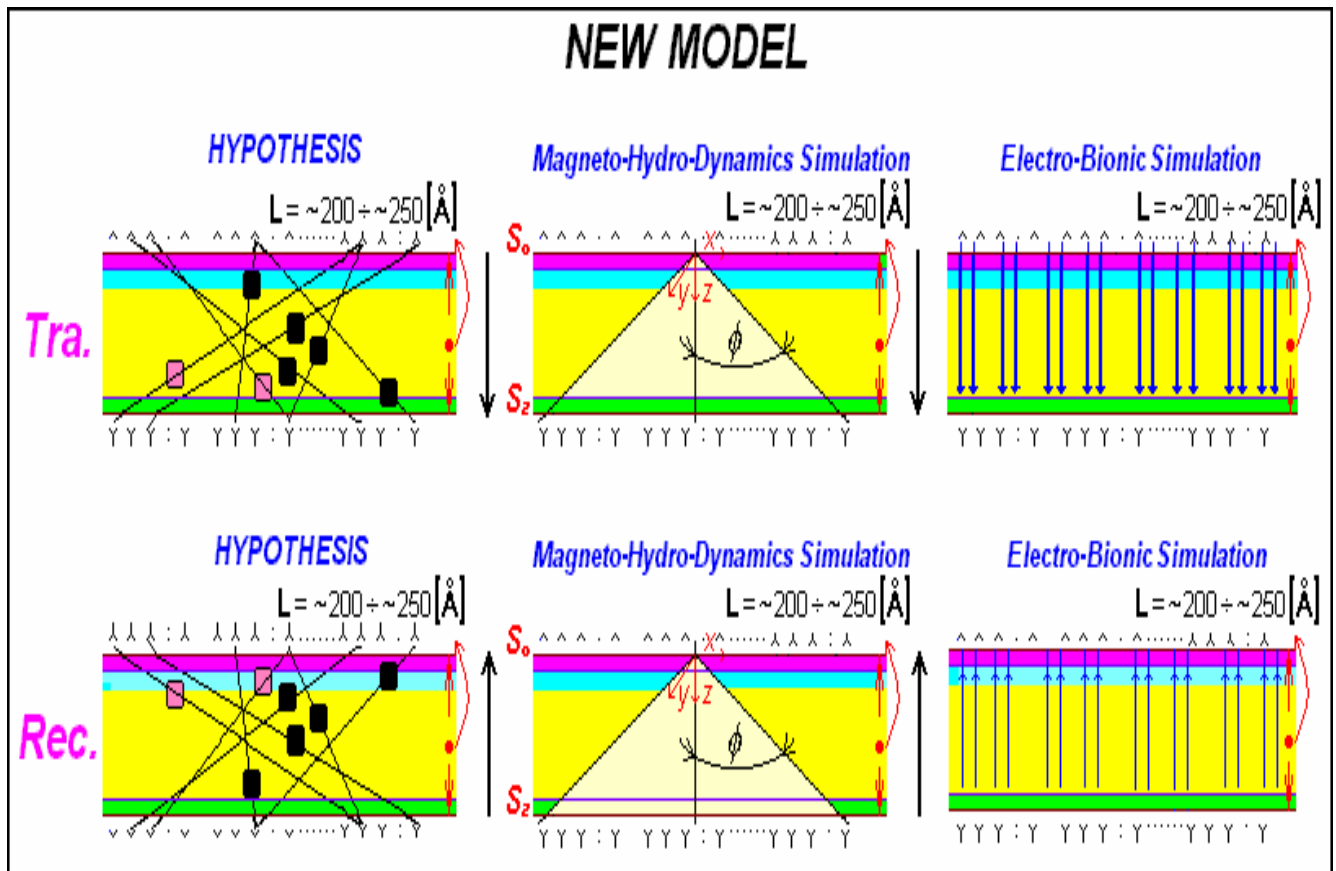 NEW MODEL
HYPOTHESIS
Magneto-Hydro-Dynamics Simulation
Electro-Bionic Simulation
L = ~200 ÷ ~250 [Å]
L = ~200 ÷ ~250 [Å]
L = ~200 ÷ ~250 [Å]
Tra.
S₀
x
y
z
ϕ
S₂
Y Y Y : Y Y Y Y : Y ...... Y Y : Y
Y Y Y : Y Y Y Y : Y ...... Y Y Y : Y
Y Y Y : Y Y Y Y : Y ...... Y Y Y : Y
HYPOTHESIS
Magneto-Hydro-Dynamics Simulation
Electro-Bionic Simulation
L = ~200 ÷ ~250 [Å]
L = ~200 ÷ ~250 [Å]
L = ~200 ÷ ~250 [Å]
Rec.
S₀
x
y
z
ϕ
S₂
Y Y Y : Y Y Y Y : Y ...... Y Y Y : Y
Y Y Y : Y Y Y Y : Y ...... Y Y Y : Y